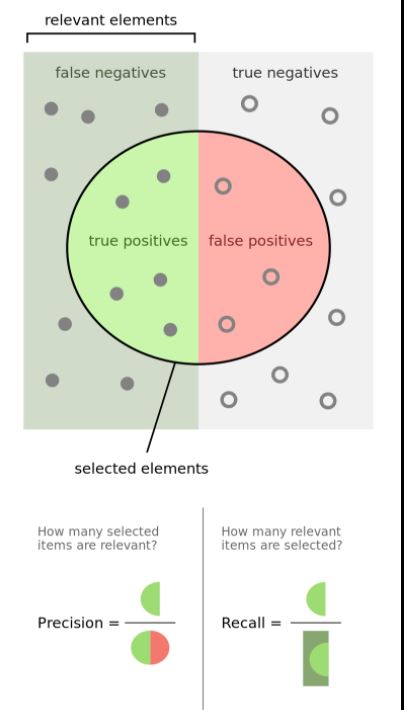 relevant elements
false negatives
true negatives
true positives
false positives
selected elements
How many selected
items are relevant?
How many relevant
items are selected?
Precision =
Recall =